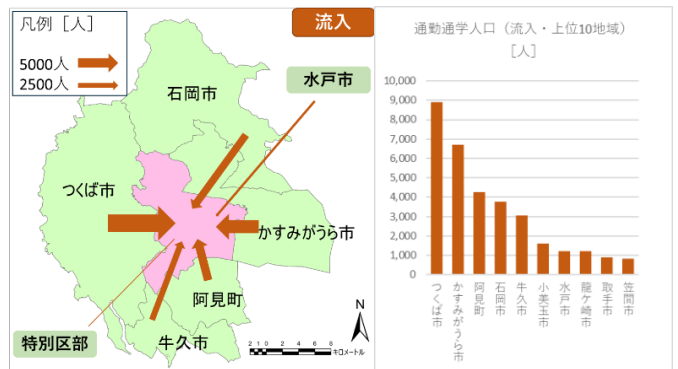 凡例［人］
5000人
2500人
流入
水戸市
石岡市
つくば市
かすみがうら市
阿見町
牛久市
特別区部
N
2 1 0 2 4 6 8
キロメートル
通勤通学人口（流入・上位10地域）
［人］
10,000
9,000
8,000
7,000
6,000
5,000
4,000
3,000
2,000
1,000
0
つくば市
かすみがうら市
阿見町
石岡市
牛久市
小美玉市
水戸市
龍ケ崎市
取手市
笠間市